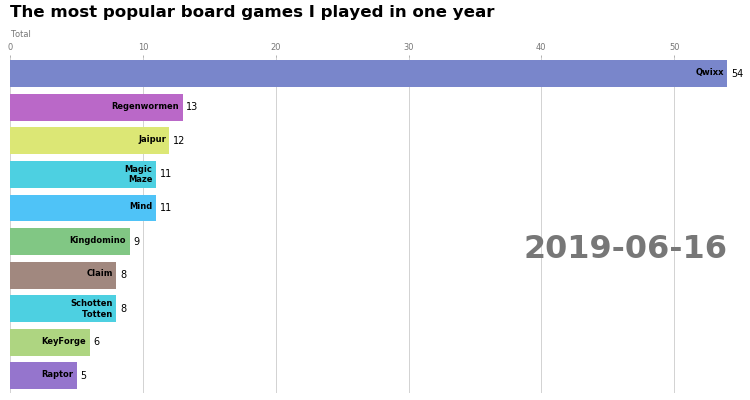 The most popular board games I played in one year
Total
0 10 20 30 40 50
Qwixx 54
Regenwormen 13
Jaipur 12
Magic
Maze 11
Mind 11
Kingdomino 9
2019-06-16
Claim 8
Schotten
Totten 8
KeyForge 6
Raptor 5